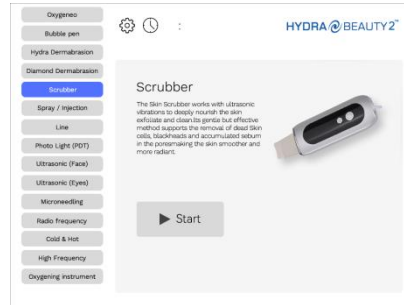 Oxygeneo
Bubble pen
Hydra Dermabrasion
Diamond Dermabrasion
Scrubber
Spray / Injection
Line
Photo Light (PDT)
Ultrasonic (Face)
Ultrasonic (Eyes)
Microneedling
Radio frequency
Cold & Hot
High Frequency
Oxygening instrument
:
HYDRA BEAUTY2™
Scrubber
The Skin Scrubber works with ultrasonic
vibrations to deeply nourish the skin
exfoliate and clean.Its gentle but effective
method supports the removal of dead Skin
cells, blackheads and accumulated sebum
in the poresmaking the skin smoother and
more radiant.
Start